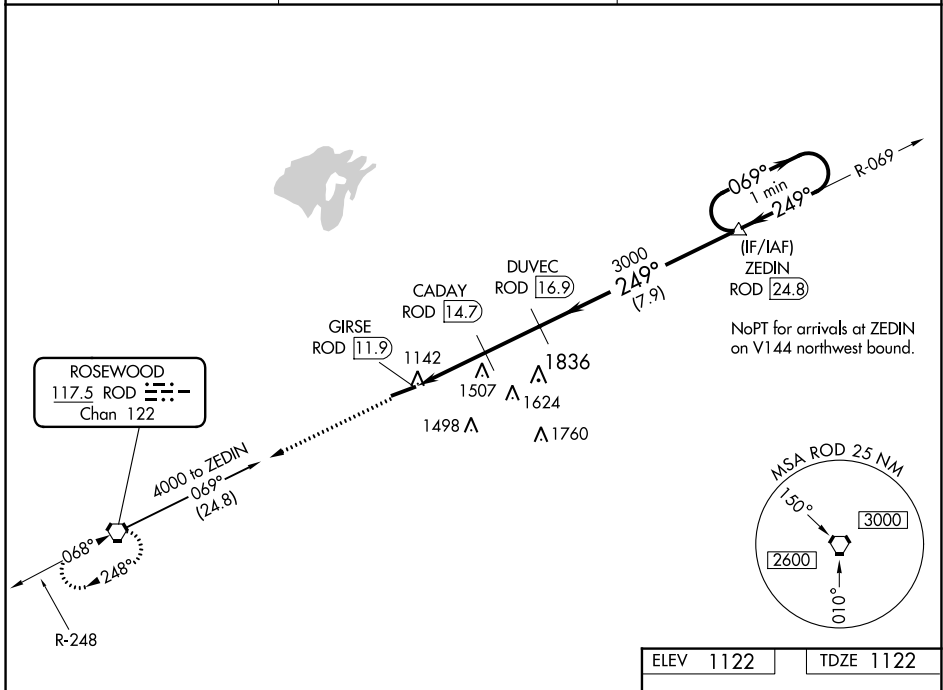 069°
1 min
249°
R-069
(IF/IAF)
ZEDIN
ROD 24.8
3000
249°
(7.9)
DUVEC
ROD 16.9
CADAY
ROD 14.7
GIRSE
ROD 11.9
NoPT for arrivals at ZEDIN
on V144 northwest bound.
1142
1836
1507
1624
1498
1760
ROSEWOOD
117.5 ROD
Chan 122
4000 to ZEDIN
069°
(24.8)
068°
248°
R-248
MSA ROD 25 NM
150°
3000
2600
010°
ELEV 1122
TDZE 1122